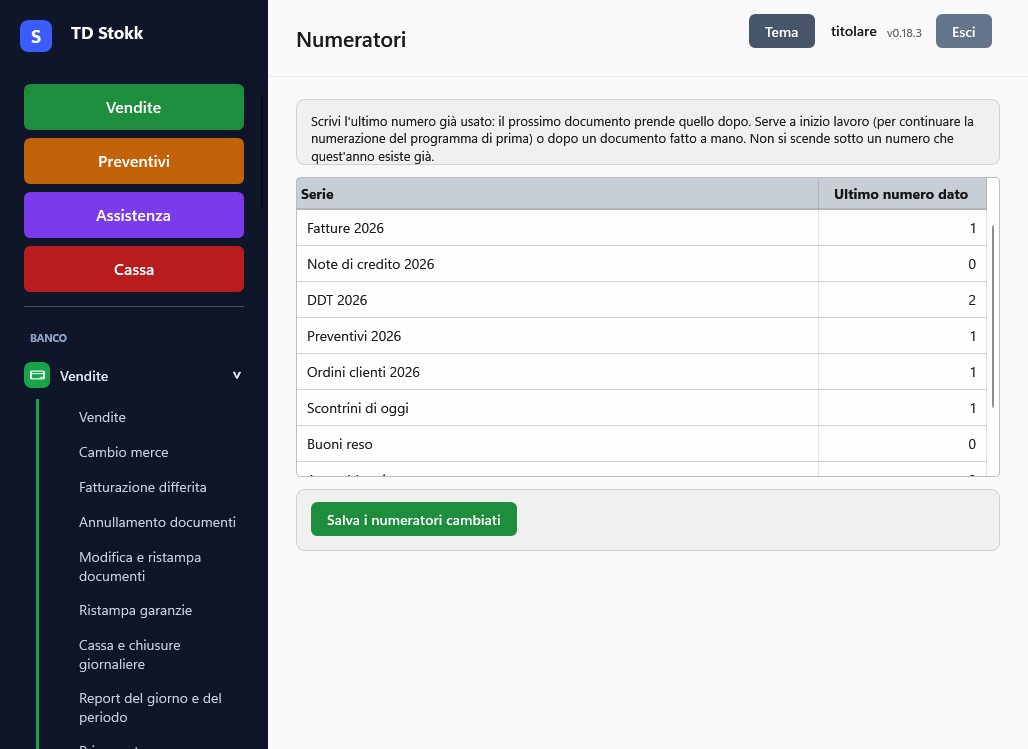 S
TD Stokk
Vendite
Preventivi
Assistenza
Cassa
BANCO
Vendite
Vendite
Cambio merce
Fatturazione differita
Annullamento documenti
Modifica e ristampa
documenti
Ristampa garanzie
Cassa e chiusure
giornaliere
Report del giorno e del
periodo
Numeratori
Tema
titolare
v0.18.3
Esci
Scrivi l'ultimo numero già usato: il prossimo documento prende quello dopo. Serve a inizio lavoro (per continuare la
numerazione del programma di prima) o dopo un documento fatto a mano. Non si scende sotto un numero che
quest'anno esiste già.
Serie Ultimo numero dato
Fatture 2026 1
Note di credito 2026 0
DDT 2026 2
Preventivi 2026 1
Ordini clienti 2026 1
Scontrini di oggi 1
Buoni reso 0
Salva i numeratori cambiati